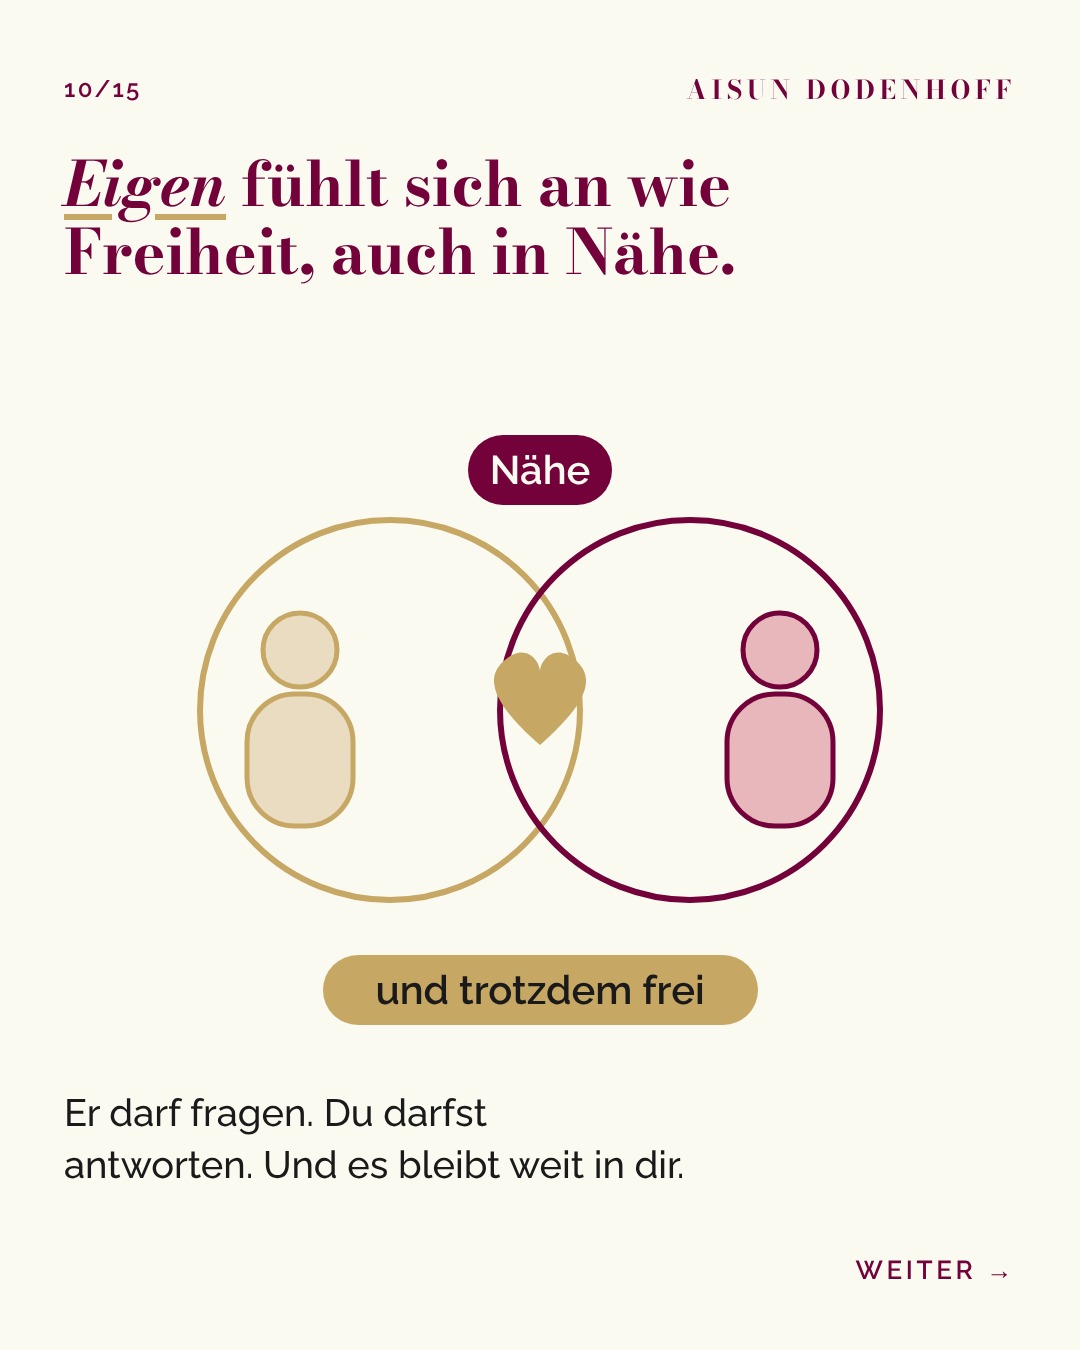 10/15
AISUN DODENHOFF
Eigen fühlt sich an wie
Freiheit, auch in Nähe.
Nähe
und trotzdem frei
Er darf fragen. Du darfst
antworten. Und es bleibt weit in dir.
WEITER →